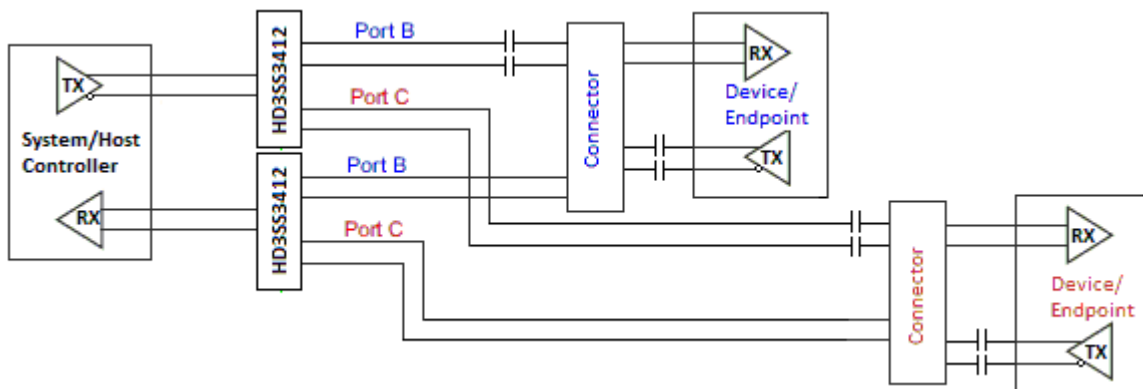 TX
System/Host
Controller
RX
HD3SS3412
HD3SS3412
Port B
Port C
Port B
Port C
Connector
RX
Device/
Endpoint
TX
Connector
RX
Device/
Endpoint
TX